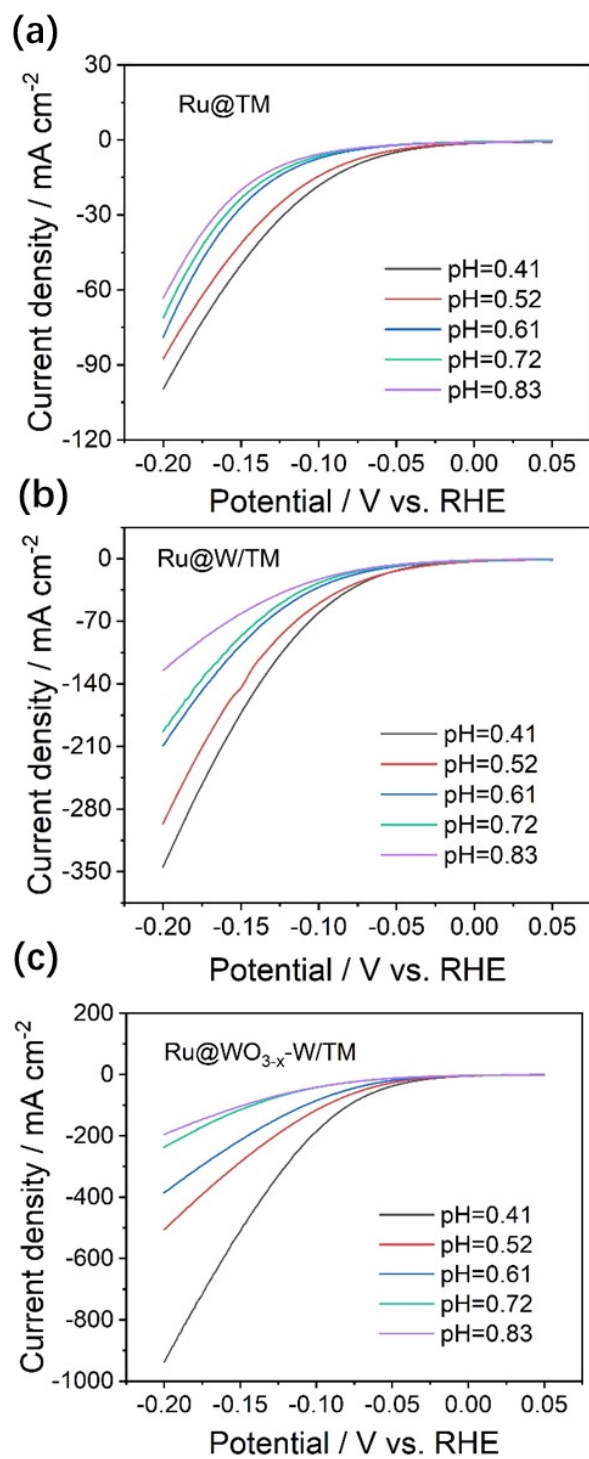 (a)
30
0
-30
-60
-90
-120
Current density / mA cm⁻²
Ru@TM
pH=0.41
pH=0.52
pH=0.61
pH=0.72
pH=0.83
-0.20 -0.15 -0.10 -0.05 0.00 0.05
Potential / V vs. RHE
(b)
0
-70
-140
-210
-280
-350
Current density / mA cm⁻²
Ru@W/TM
pH=0.41
pH=0.52
pH=0.61
pH=0.72
pH=0.83
-0.20 -0.15 -0.10 -0.05 0.00 0.05
Potential / V vs. RHE
(c)
200
0
-200
-400
-600
-800
-1000
Current density / mA cm⁻²
Ru@WO₃₋ₓ-W/TM
pH=0.41
pH=0.52
pH=0.61
pH=0.72
pH=0.83
-0.20 -0.15 -0.10 -0.05 0.00 0.05
Potential / V vs. RHE